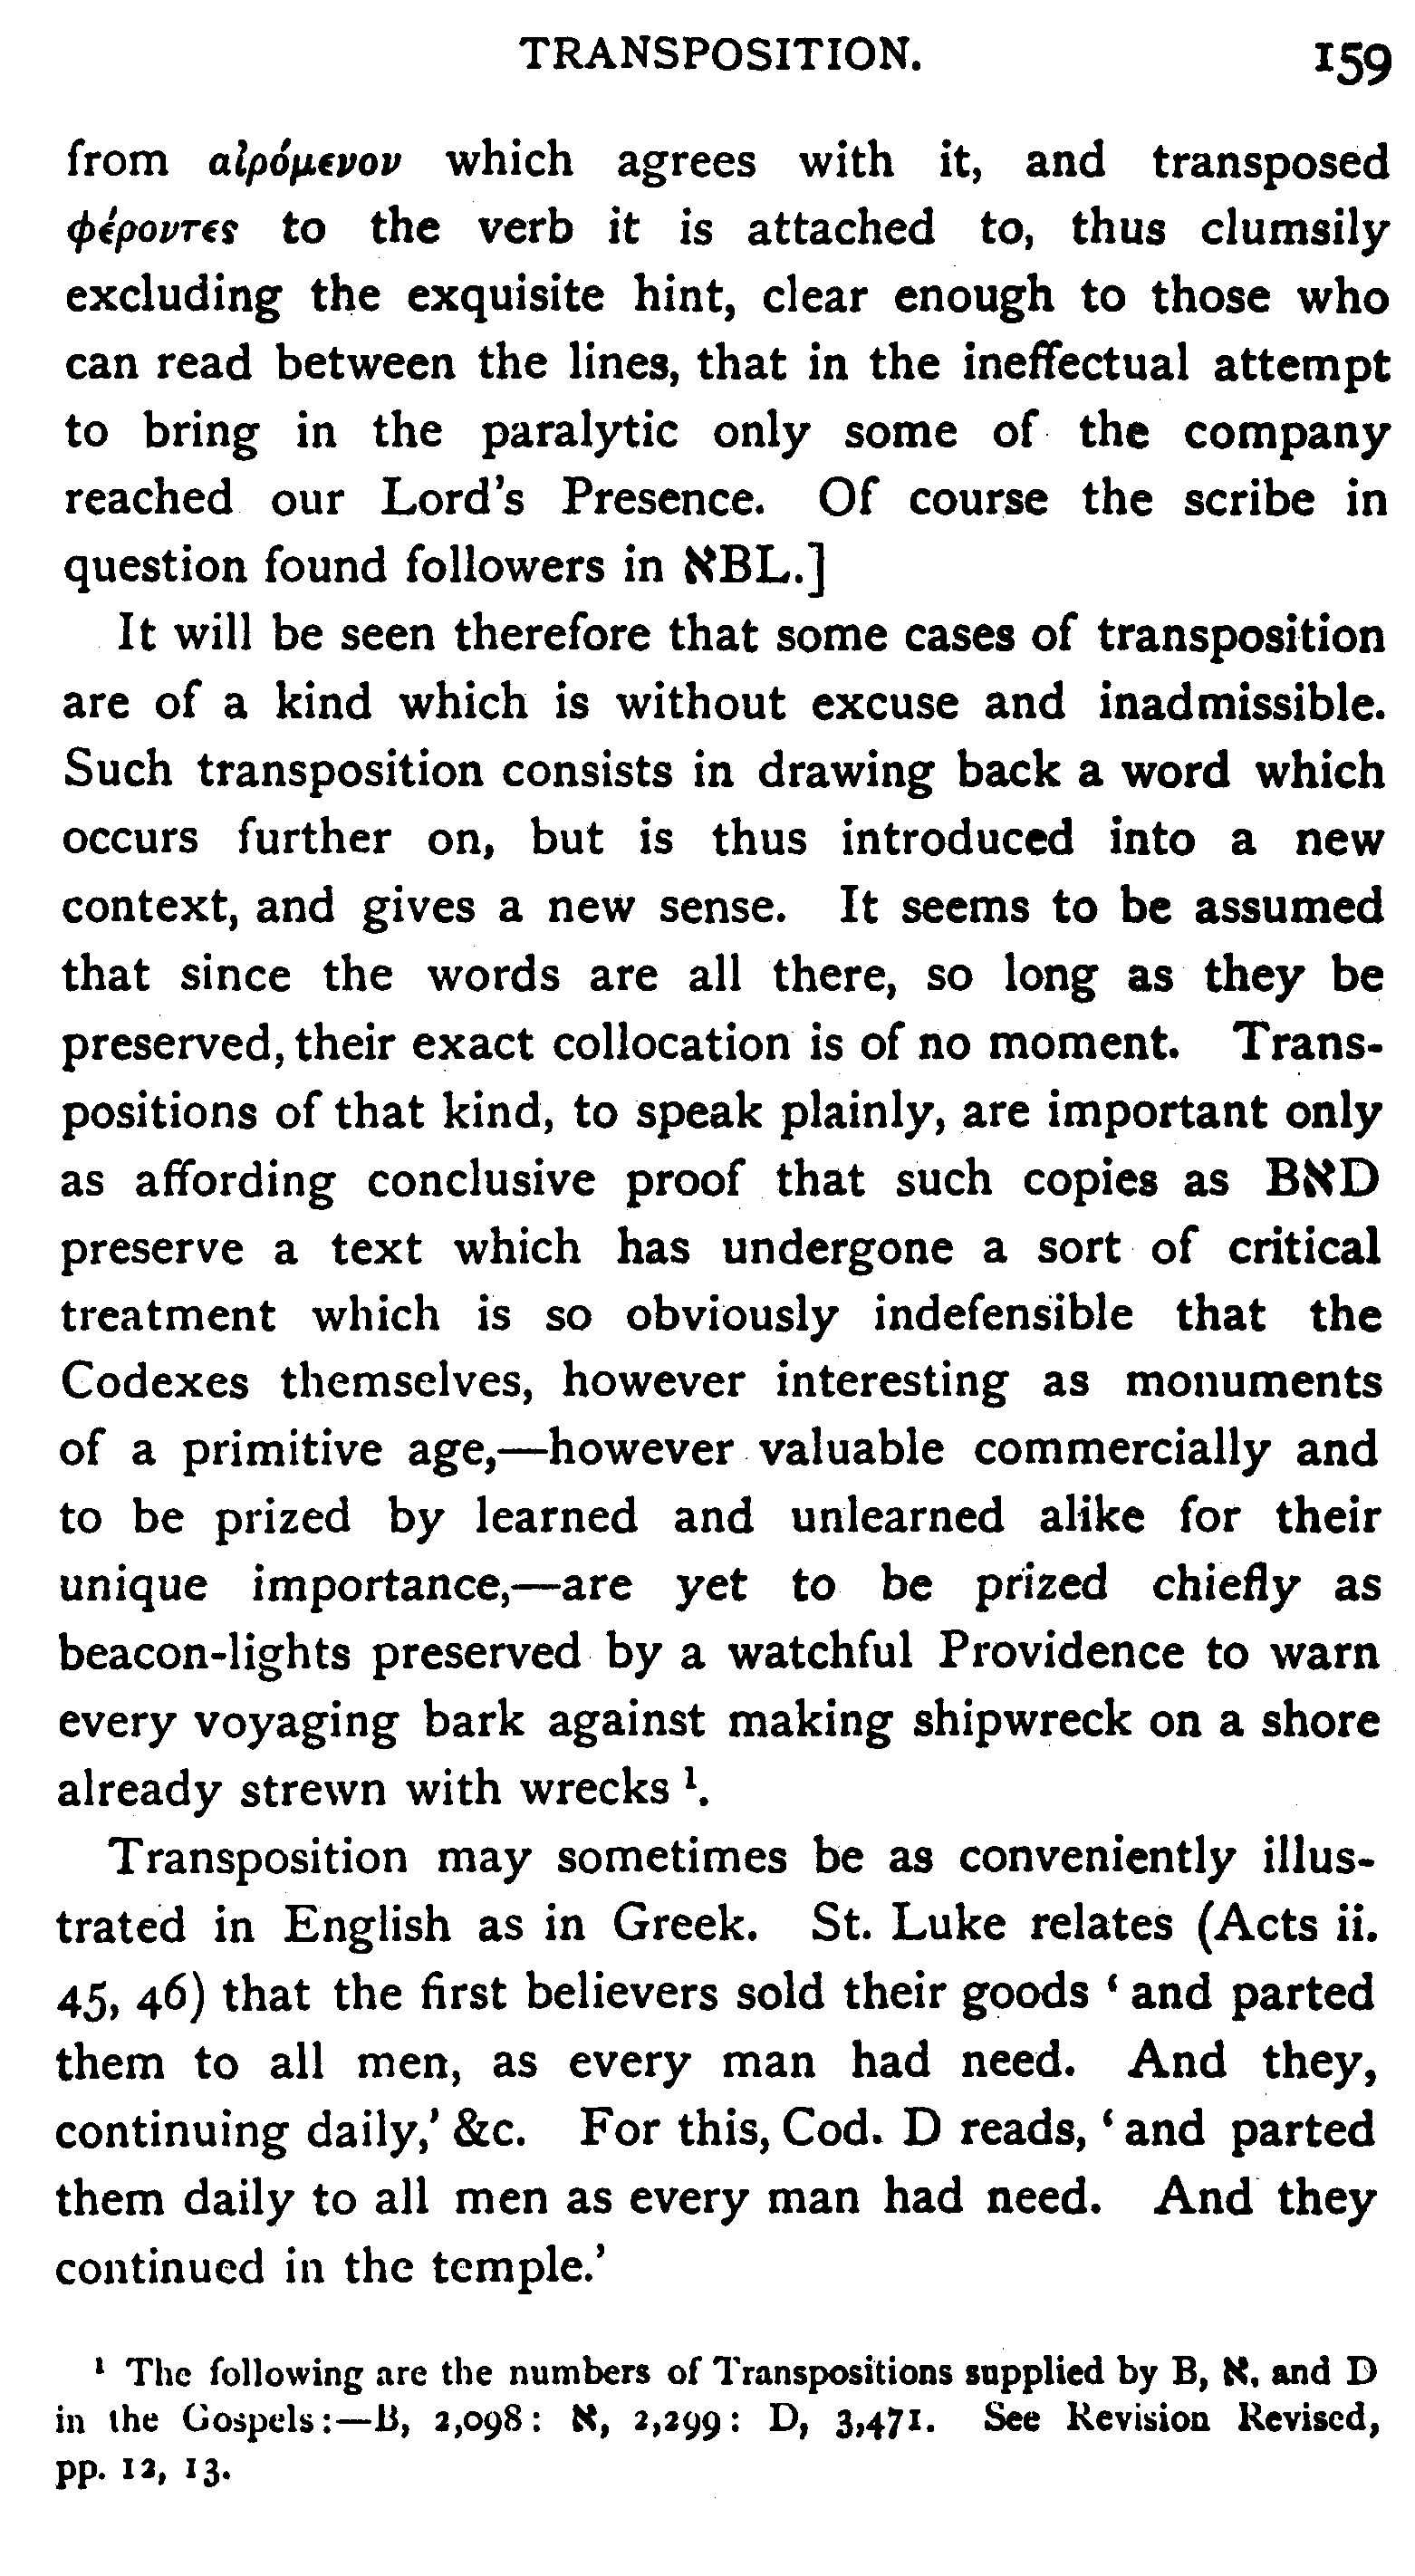 TRANSPOSITION. 159
from αἰρόμενον which agrees with it, and transposed
φέροντες to the verb it is attached to, thus clumsily
excluding the exquisite hint, clear enough to those who
can read between the lines, that in the ineffectual attempt
to bring in the paralytic only some of the company
reached our Lord's Presence. Of course the scribe in
question found followers in אBL.]
It will be seen therefore that some cases of transposition
are of a kind which is without excuse and inadmissible.
Such transposition consists in drawing back a word which
occurs further on, but is thus introduced into a new
context, and gives a new sense. It seems to be assumed
that since the words are all there, so long as they be
preserved, their exact collocation is of no moment. Trans-
positions of that kind, to speak plainly, are important only
as affording conclusive proof that such copies as BאD
preserve a text which has undergone a sort of critical
treatment which is so obviously indefensible that the
Codexes themselves, however interesting as monuments
of a primitive age,—however valuable commercially and
to be prized by learned and unlearned alike for their
unique importance,—are yet to be prized chiefly as
beacon-lights preserved by a watchful Providence to warn
every voyaging bark against making shipwreck on a shore
already strewn with wrecks ¹.
Transposition may sometimes be as conveniently illus-
trated in English as in Greek. St. Luke relates (Acts ii.
45, 46) that the first believers sold their goods ‘and parted
them to all men, as every man had need. And they,
continuing daily,’ &c. For this, Cod. D reads, ‘and parted
them daily to all men as every man had need. And they
continued in the temple.’
¹ The following are the numbers of Transpositions supplied by B, א, and D
in the Gospels:—B, 2,098: א, 2,299: D, 3,471. See Revision Revised,
pp. 12, 13.